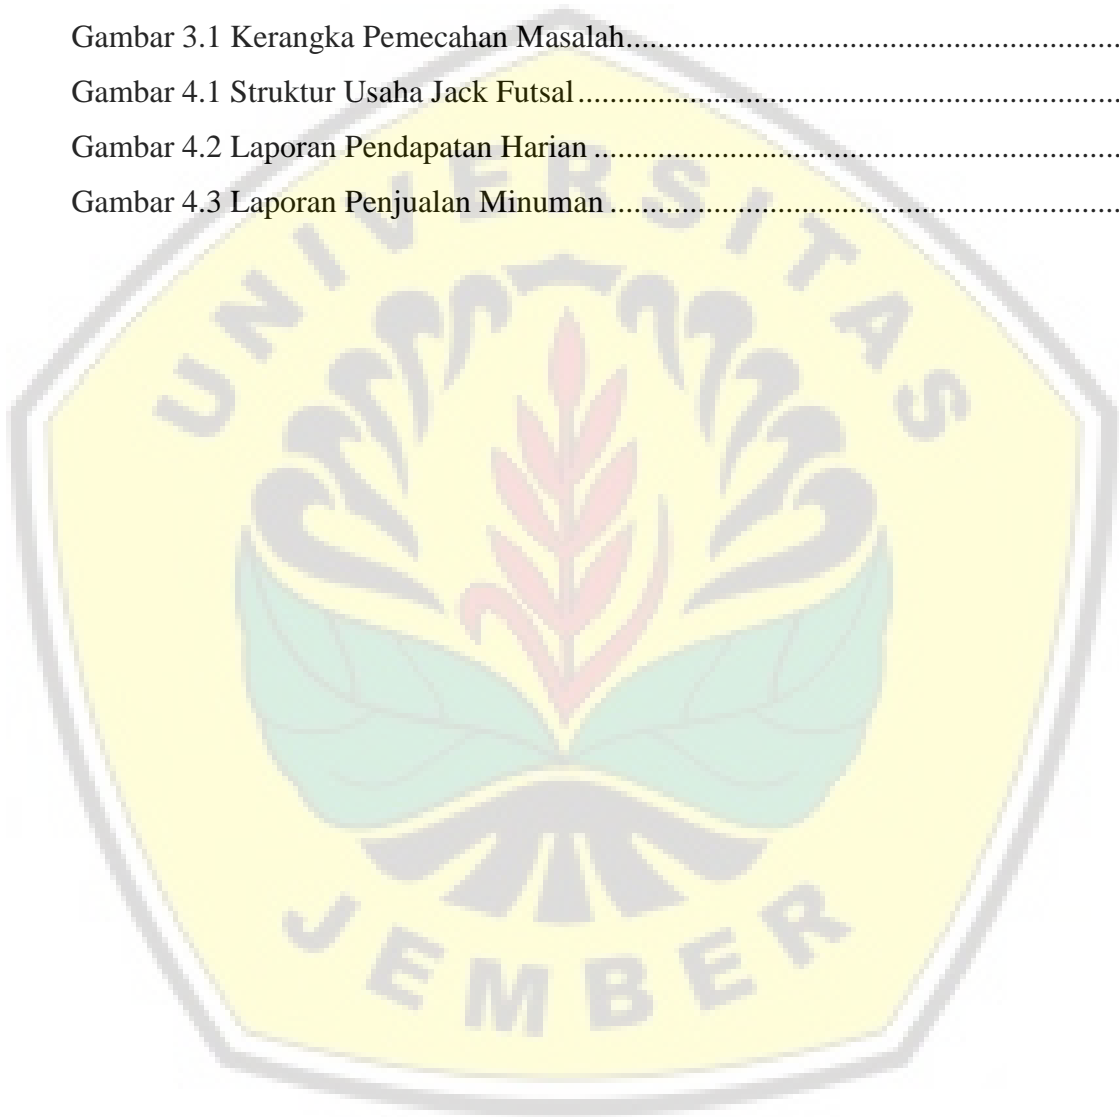 Gambar 3.1 Kerangka Pemecahan Masalah..........................................................
Gambar 4.1 Struktur Usaha Jack Futsal................................................................
Gambar 4.2 Laporan Pendapatan Harian ..............................................................
Gambar 4.3 Laporan Penjualan Minuman ............................................................
UNIVERSITAS
JEMBER